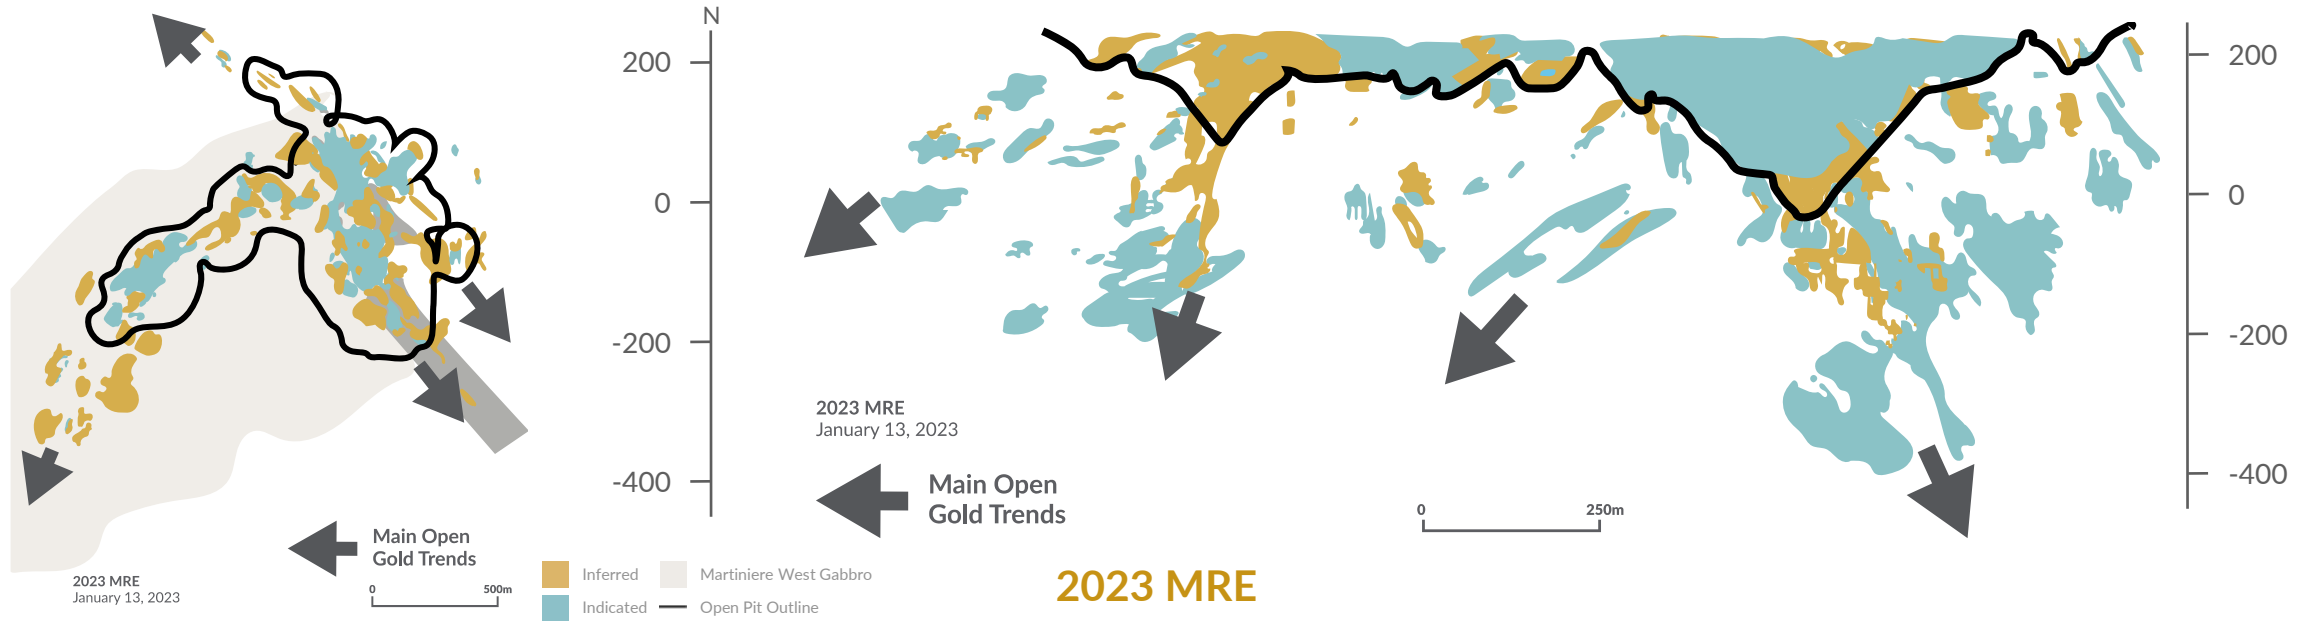 N
200
0
-200
-400
200
0
-200
-400
2023 MRE
January 13, 2023
Main Open
Gold Trends
0 250m
Main Open
Gold Trends
2023 MRE
January 13, 2023
0 500m
Inferred
Martiniere West Gabbro
Indicated
Open Pit Outline
2023 MRE